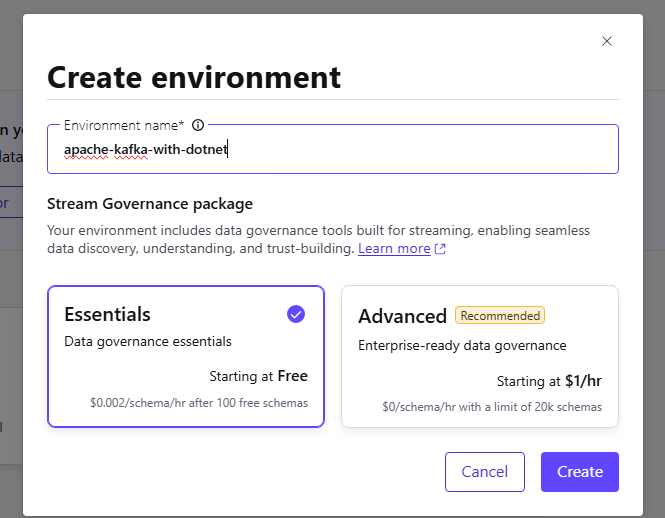 Create environment
Environment name*
apache-kafka-with-dotnet
Stream Governance package
Your environment includes data governance tools built for streaming, enabling seamless
data discovery, understanding, and trust-building. Learn more
Essentials
Data governance essentials
Starting at Free
$0.002/schema/hr after 100 free schemas
Advanced Recommended
Enterprise-ready data governance
Starting at $1/hr
$0/schema/hr with a limit of 20k schemas
Cancel
Create